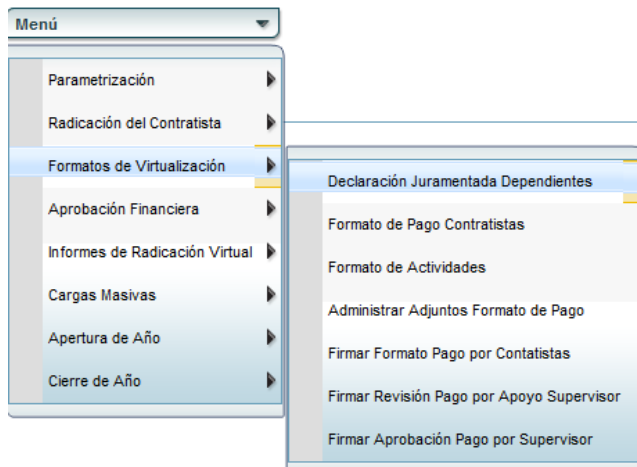 Menú
Parametrización
Radicación del Contratista
Formatos de Virtualización
Aprobación Financiera
Informes de Radicación Virtual
Cargas Masivas
Apertura de Año
Cierre de Año
Declaración Juramentada Dependientes
Formato de Pago Contratistas
Formato de Actividades
Administrar Adjuntos Formato de Pago
Firmar Formato Pago por Contatistas
Firmar Revisión Pago por Apoyo Supervisor
Firmar Aprobación Pago por Supervisor